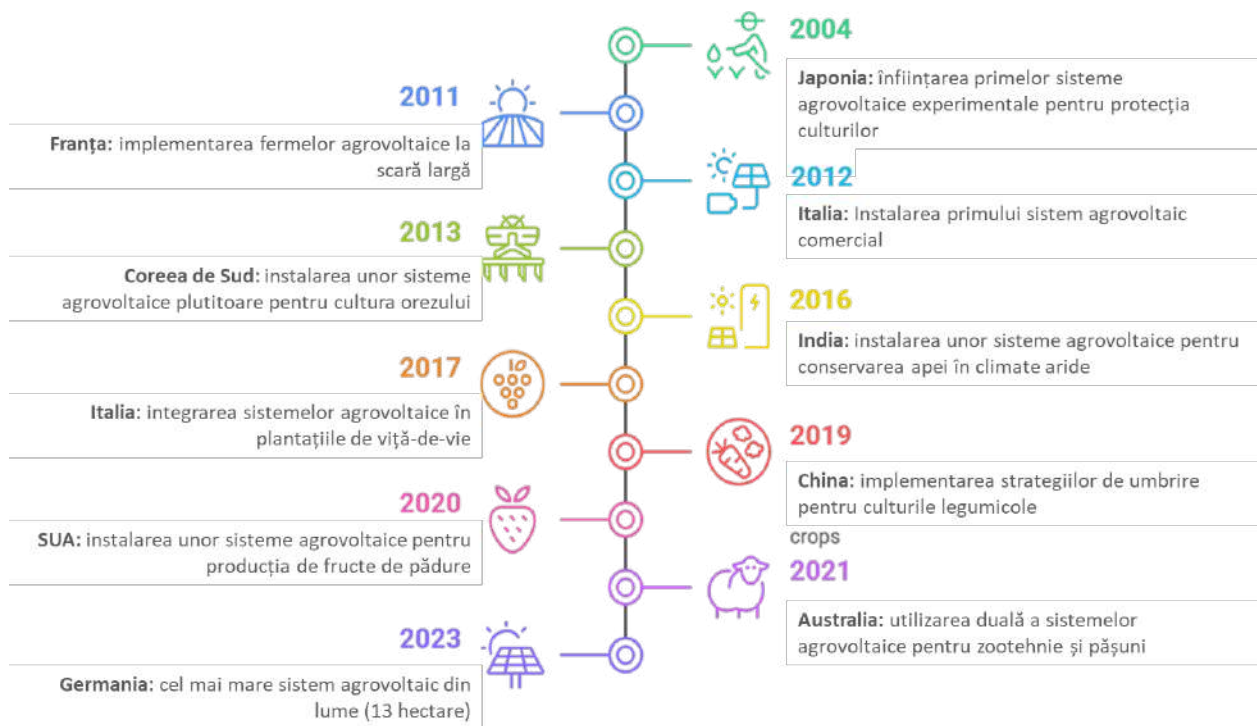 2004
Japonia: înființarea primelor sisteme
agrovoltaice experimentale pentru protecția
culturilor
2011
Franța: implementarea fermelor agrovoltaice la
scară largă
2012
Italia: Instalarea primului sistem agrovoltaic
comercial
2013
Coreea de Sud: instalarea unor sisteme
agrovoltaice plutitoare pentru cultura orezului
2016
India: instalarea unor sisteme agrovoltaice pentru
conservarea apei în climate aride
2017
Italia: integrarea sistemelor agrovoltaice în
plantațiile de viță-de-vie
2019
China: implementarea strategiilor de umbrire
pentru culturile legumicole
crops
2020
SUA: instalarea unor sisteme agrovoltaice pentru
producția de fructe de pădure
2021
Australia: utilizarea duală a sistemelor
agrovoltaice pentru zootehnie și pășuni
2023
Germania: cel mai mare sistem agrovoltaic din
lume (13 hectare)